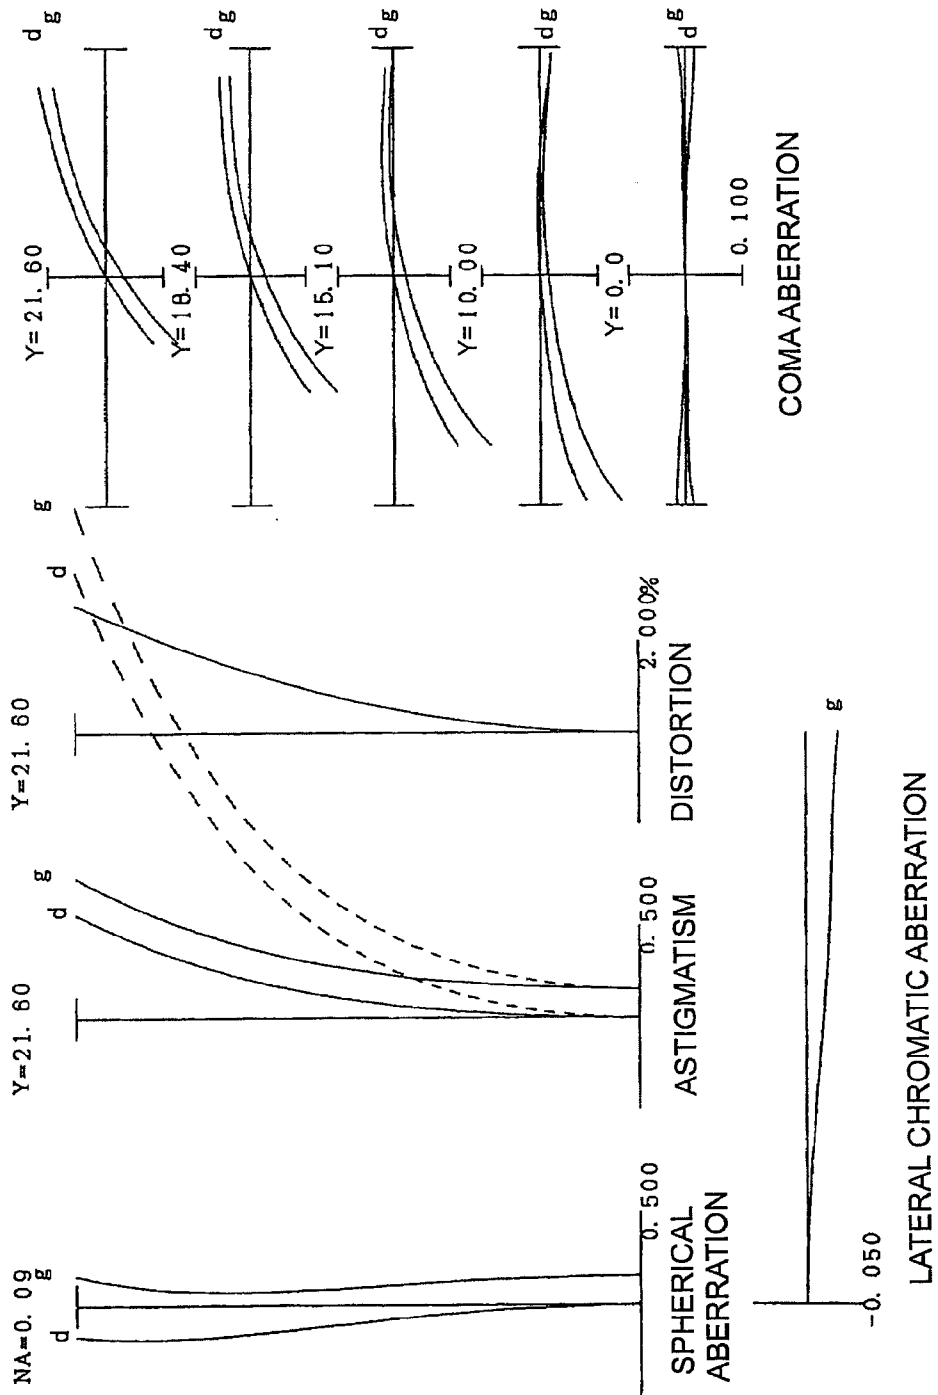 NA=0.09
d
g
0.500
SPHERICAL
ABERRATION
Y=21.60
d
g
0.500
ASTIGMATISM
Y=21.60
d
g
2.000%
DISTORTION
Y=21.60
d g
Y=18.40
d g
Y=15.10
d g
Y=10.00
d g
Y=0.0
d g
0.100
COMA ABERRATION
g
-0.050
LATERAL CHROMATIC ABERRATION